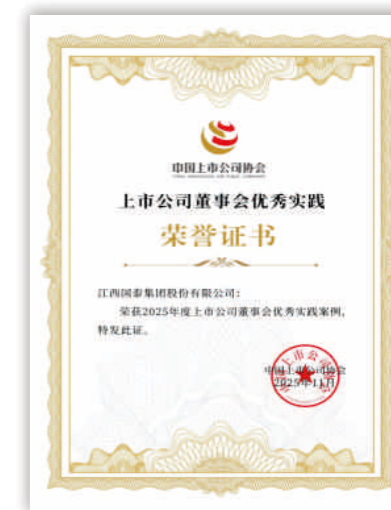 中国上市公司协会
上市公司董事会优秀实践
荣誉证书
江西国泰集团股份有限公司：
荣获2025年度上市公司董事会优秀实践案例，
特发此证。
中国上市公司协会
2025年11月